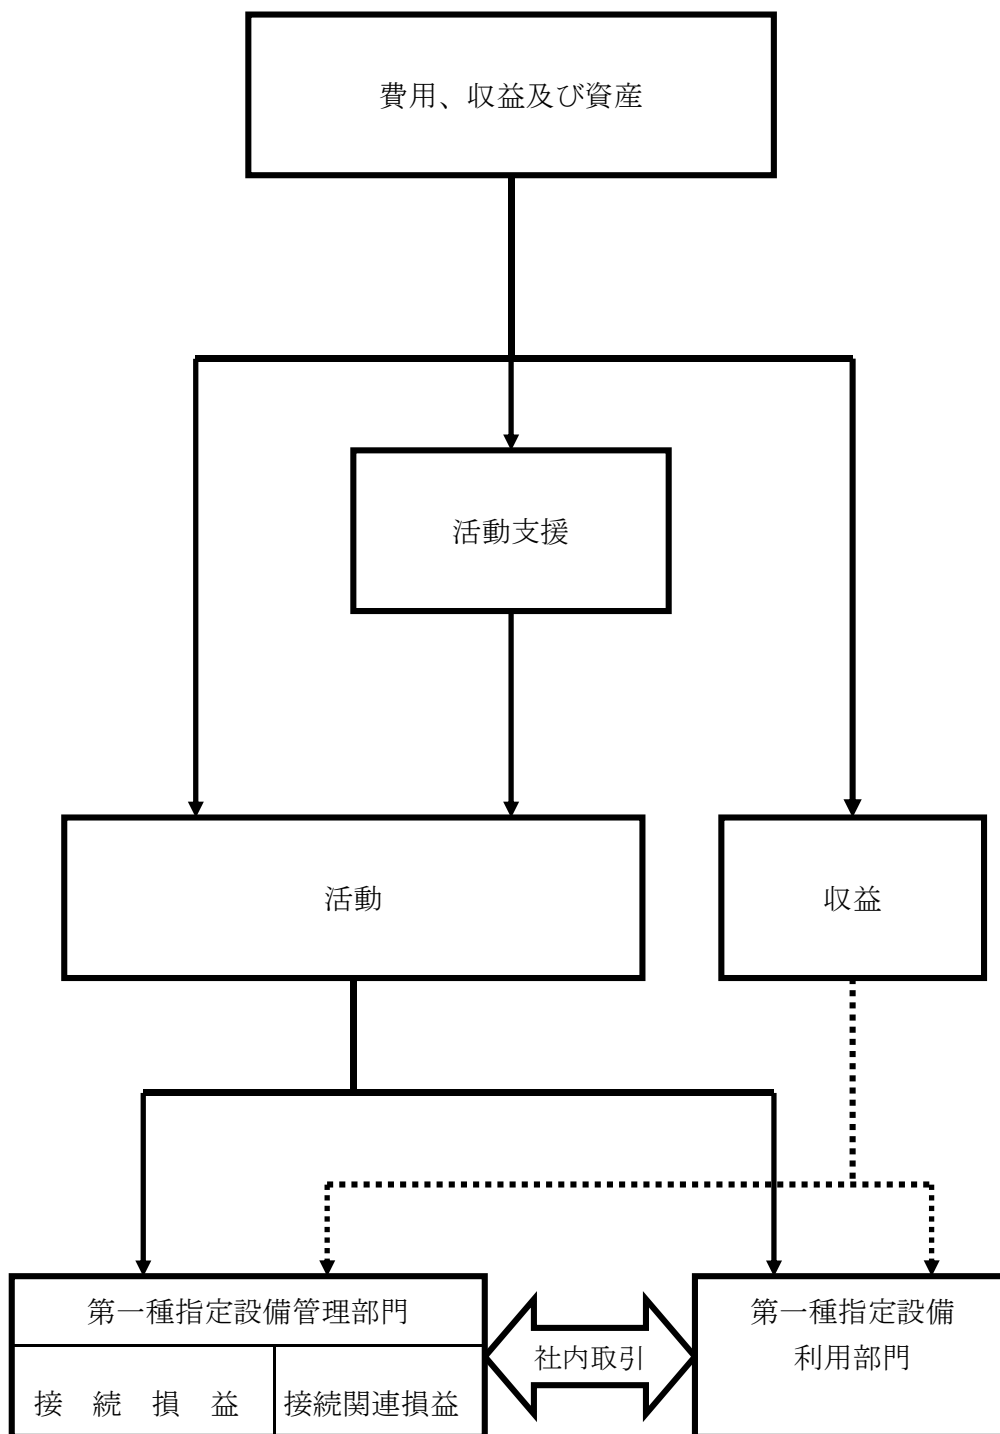 費用、収益及び資産
活動支援
活動
収益
第一種指定設備管理部門
接　続　損　益
接続関連損益
社内取引
第一種指定設備
利用部門